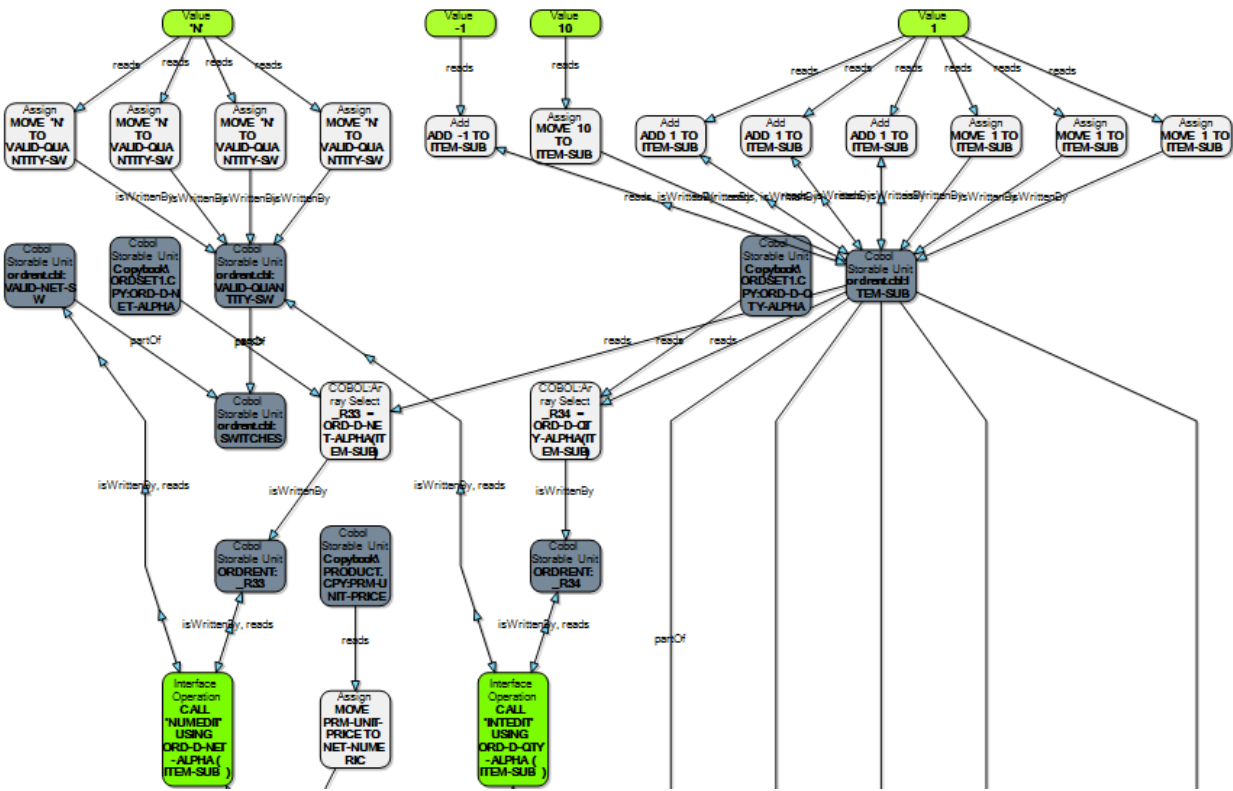 Value
'N'
Value
-1
Value
10
Value
1
reads
reads
reads
reads
reads
reads
reads
reads
reads
reads
reads
reads
Assign
MOVE 'N'
TO
VALID-QUA
NTITY-SW
Assign
MOVE 'N'
TO
VALID-QUA
NTITY-SW
Assign
MOVE 'N'
TO
VALID-QUA
NTITY-SW
Assign
MOVE 'N'
TO
VALID-QUA
NTITY-SW
Add
ADD -1 TO
ITEM-SUB
Assign
MOVE 10
TO
ITEM-SUB
Add
ADD 1 TO
ITEM-SUB
Add
ADD 1 TO
ITEM-SUB
Add
ADD 1 TO
ITEM-SUB
Assign
MOVE 1 TO
ITEM-SUB
Assign
MOVE 1 TO
ITEM-SUB
Assign
MOVE 1 TO
ITEM-SUB
isWrittenBy
isWrittenBy
isWrittenBy
isWrittenBy
reads, isWrittenBy
isWrittenBy
isWrittenBy
isWrittenBy
Cobol
Storable Unit
ordrent.cbl:
VALID-NET-S
W
Cobol
Storable Unit
Copybook\
ORDSET1.C
PY:ORD-D-N
ET-ALPHA
Cobol
Storable Unit
ordrent.cbl:
VALID-QUAN
TITY-SW
Cobol
Storable Unit
Copybook\
ORDSET1.C
PY:ORD-D-Q
TY-ALPHA
Cobol
Storable Unit
ordrent.cbl:I
TEM-SUB
partOf
partOf
reads
reads
reads
Cobol
Storable Unit
ordrent.cbl:
SWITCHES
COBOL:Ar
ray Select
_R33 =
ORD-D-NE
T-ALPHA(IT
EM-SUB)
COBOL:Ar
ray Select
_R34 =
ORD-D-QT
Y-ALPHA(IT
EM-SUB)
isWrittenBy, reads
isWrittenBy
isWrittenBy, reads
isWrittenBy
Cobol
Storable Unit
ORDRENT:
_R33
Cobol
Storable Unit
Copybook\
PRODUCT.
CPY:PRM-U
NIT-PRICE
Cobol
Storable Unit
ORDRENT:
_R34
isWrittenBy, reads
reads
isWrittenBy, reads
partOf
Interface
Operation
CALL
'NUMEDIT'
USING
ORD-D-NET
-ALPHA (
ITEM-SUB )
Assign
MOVE
PRM-UNIT-
PRICE TO
NET-NUME
RIC
Interface
Operation
CALL
'INTEDIT'
USING
ORD-D-QTY
-ALPHA (
ITEM-SUB )